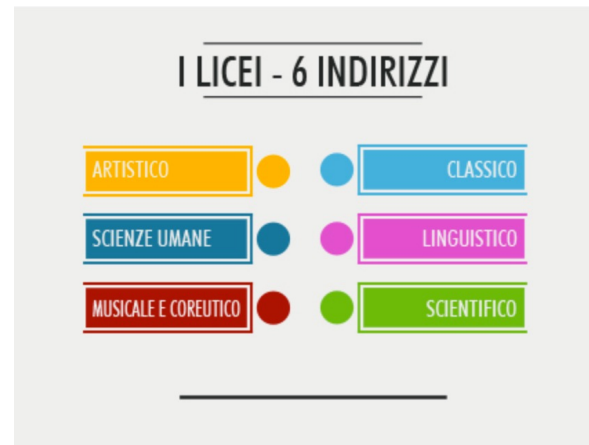 I LICEI - 6 INDIRIZZI
ARTISTICO
CLASSICO
SCIENZE UMANE
LINGUISTICO
MUSICALE E COREUTICO
SCIENTIFICO